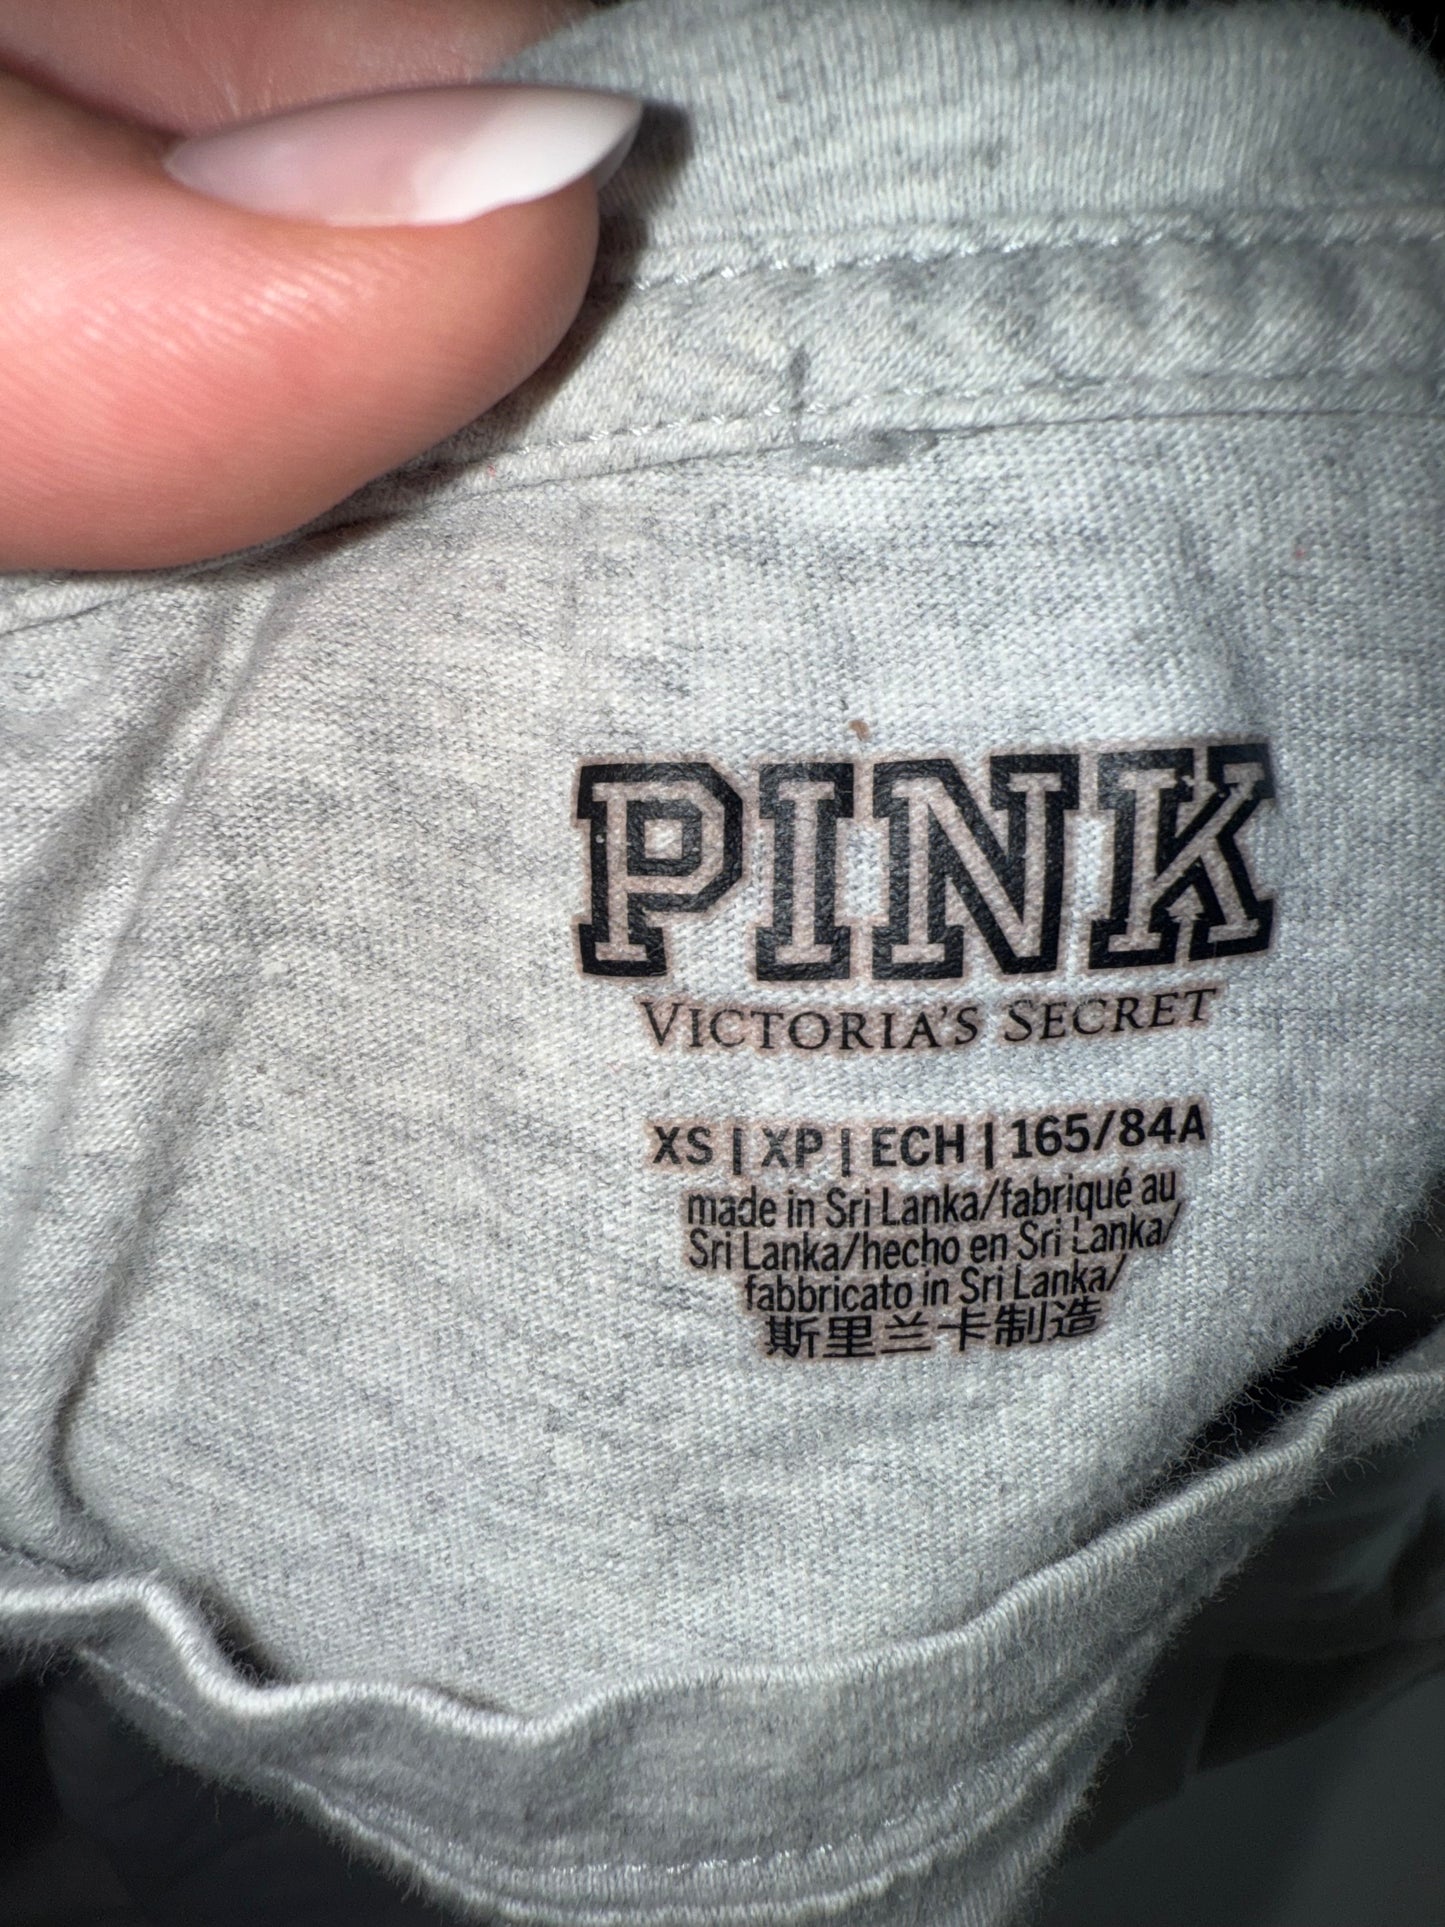 PINK
VICTORIA'S SECRET
XS | XP | ECH | 165/84A
made in Sri Lanka/fabriqué au
Sri Lanka/hecho en Sri Lanka/
fabbricato in Sri Lanka/
斯里兰卡制造